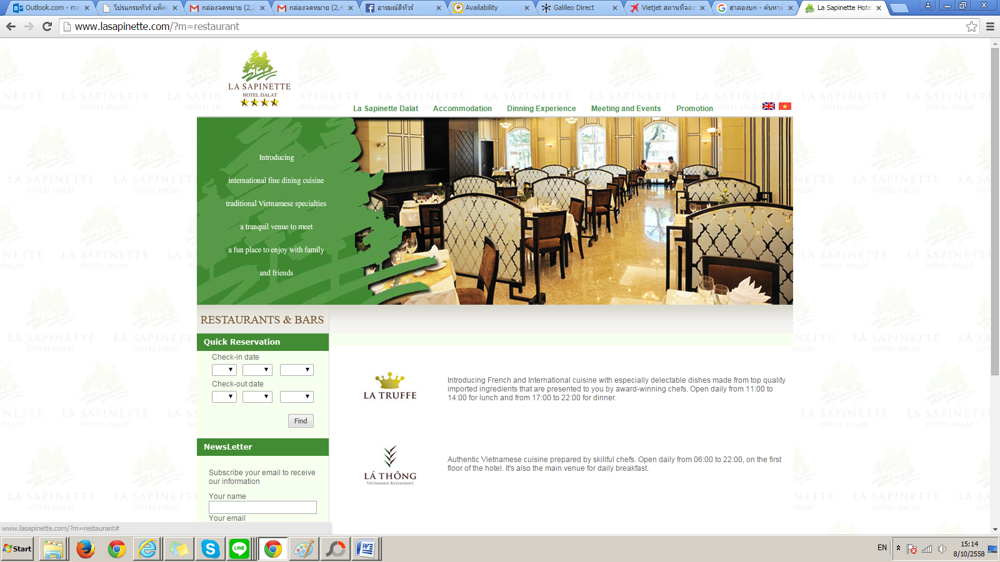 Outlook.com - ma
โปรแกรมทัวร์ แพ็คเ
กล่องจดหมาย (2,2
กล่องจดหมาย (2,4
อารมณ์ดีทัวร์
Availability
Galileo Direct
Vietjet สถานที่จอง
ฮาลองบก - ค้นหาด
La Sapinette Hote
www.lasapinette.com/?m=restaurant
LA SAPINETTE
HOTEL DALAT
La Sapinette Dalat
Accommodation
Dinning Experience
Meeting and Events
Promotion
Introducing
international fine dining cuisine
traditional Vietnamese specialties
a tranquil venue to meet
a fun place to enjoy with family
and friends
RESTAURANTS & BARS
Quick Reservation
Check-in date
Check-out date
Find
NewsLetter
Subscribe your email to receive
our information
Your name
Your email
LA TRUFFE
Introducing French and International cuisine with especially delectable dishes made from top quality
imported ingredients that are presented to you by award-winning chefs. Open daily from 11:00 to
14:00 for lunch and from 17:00 to 22:00 for dinner.
LÁ THÔNG
VIETNAMESE RESTAURANT
Authentic Vietnamese cuisine prepared by skillful chefs. Open daily from 06:00 to 22:00, on the first
floor of the hotel. It's also the main venue for daily breakfast.
www.lasapinette.com/?m=restaurant#
Start
LINE
EN
15:14
8/10/2558